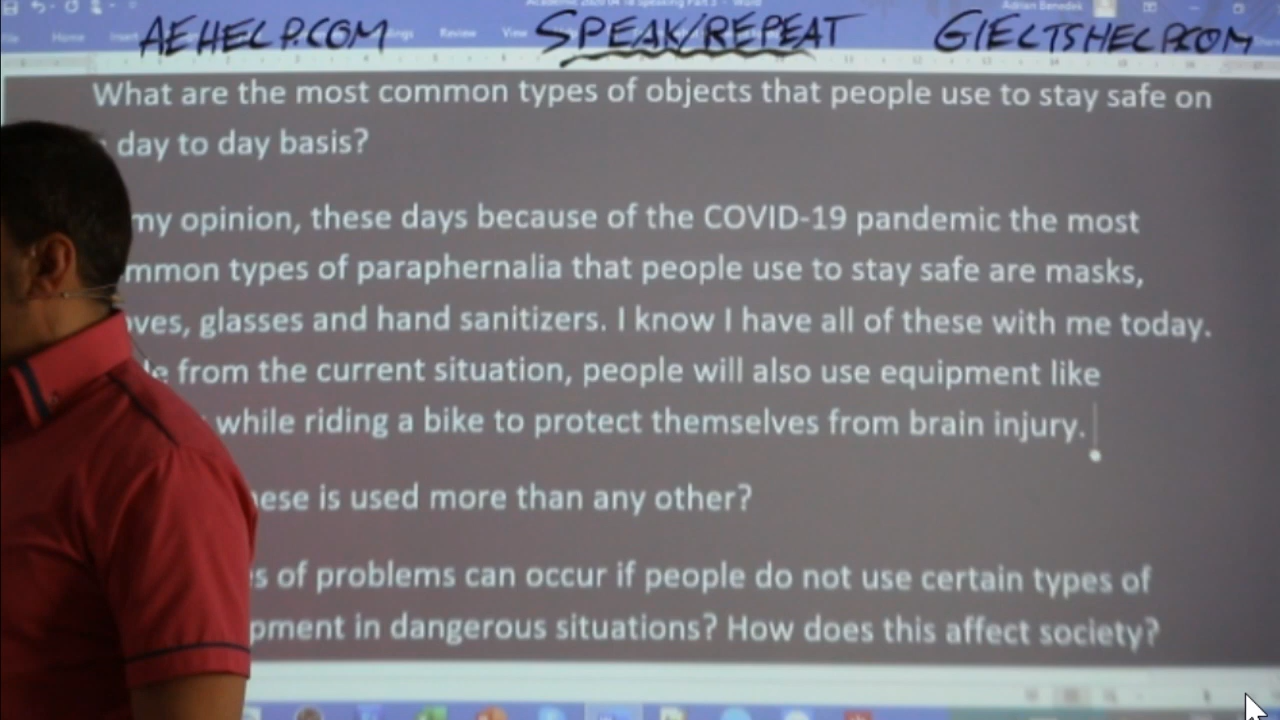 AEHELP.COM SPEAK/REPEAT GIELTSHELP.COM
Home Review View
What are the most common types of objects that people use to stay safe on
day to day basis?
my opinion, these days because of the COVID-19 pandemic the most
mmon types of paraphernalia that people use to stay safe are masks,
ves, glasses and hand sanitizers. I know I have all of these with me today.
from the current situation, people will also use equipment like
while riding a bike to protect themselves from brain injury.
ese is used more than any other?
s of problems can occur if people do not use certain types of
pment in dangerous situations? How does this affect society?